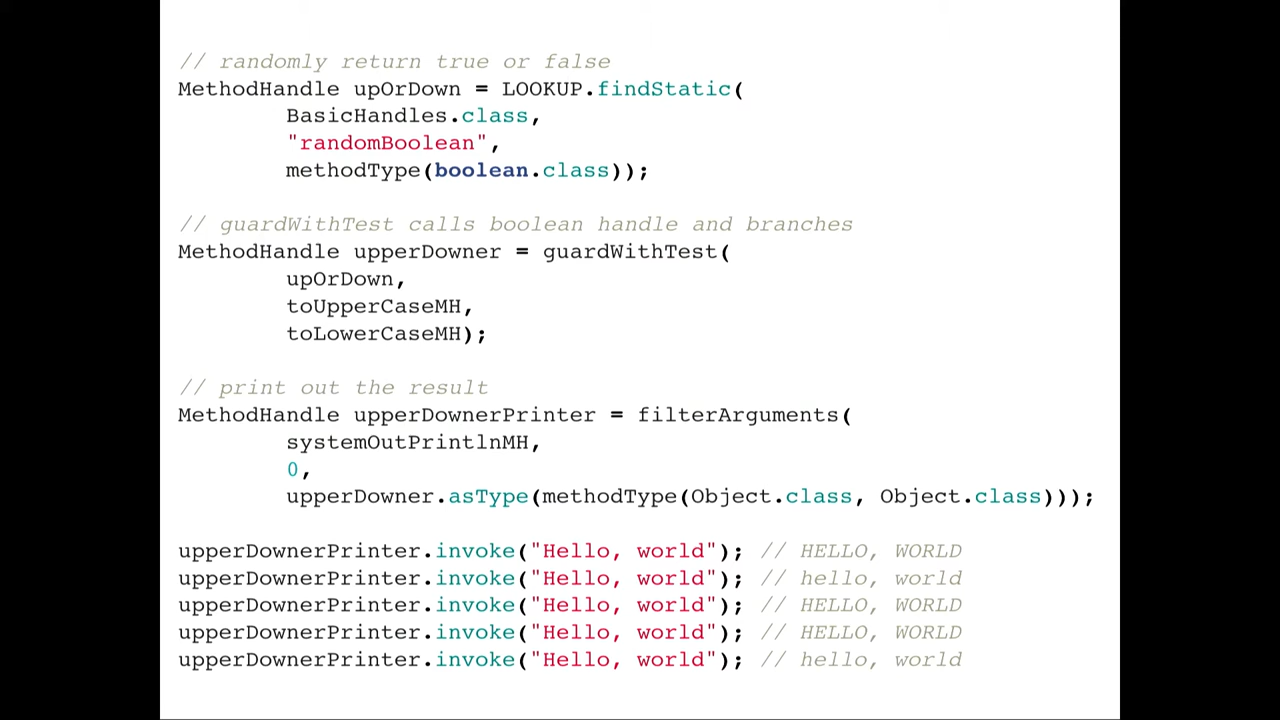 // randomly return true or false
MethodHandle upOrDown = LOOKUP.findStatic(
BasicHandles.class,
"randomBoolean",
methodType(boolean.class));
// guardWithTest calls boolean handle and branches
MethodHandle upperDowner = guardWithTest(
upOrDown,
toUpperCaseMH,
toLowerCaseMH);
// print out the result
MethodHandle upperDownerPrinter = filterArguments(
systemOutPrintlnMH,
0,
upperDowner.asType(methodType(Object.class, Object.class)));
upperDownerPrinter.invoke("Hello, world"); // HELLO, WORLD
upperDownerPrinter.invoke("Hello, world"); // hello, world
upperDownerPrinter.invoke("Hello, world"); // HELLO, WORLD
upperDownerPrinter.invoke("Hello, world"); // HELLO, WORLD
upperDownerPrinter.invoke("Hello, world"); // hello, world